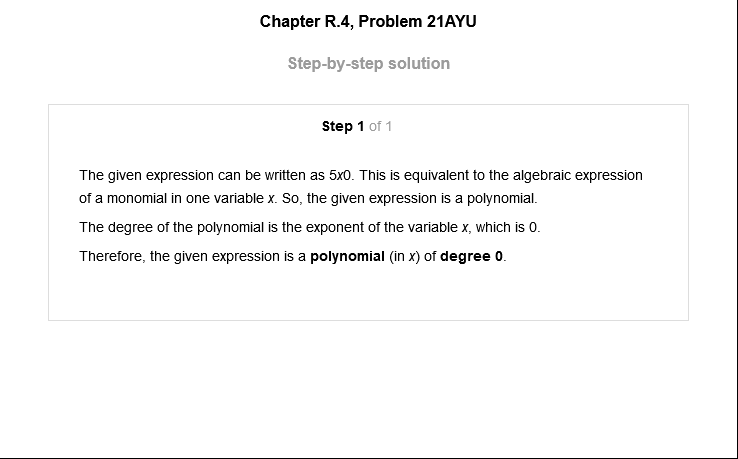 Chapter R.4, Problem 21AYU
Step-by-step solution
Step 1 of 1
The given expression can be written as 5x0. This is equivalent to the algebraic expression
of a monomial in one variable x. So, the given expression is a polynomial.
The degree of the polynomial is the exponent of the variable x, which is 0.
Therefore, the given expression is a polynomial (in x) of degree 0.